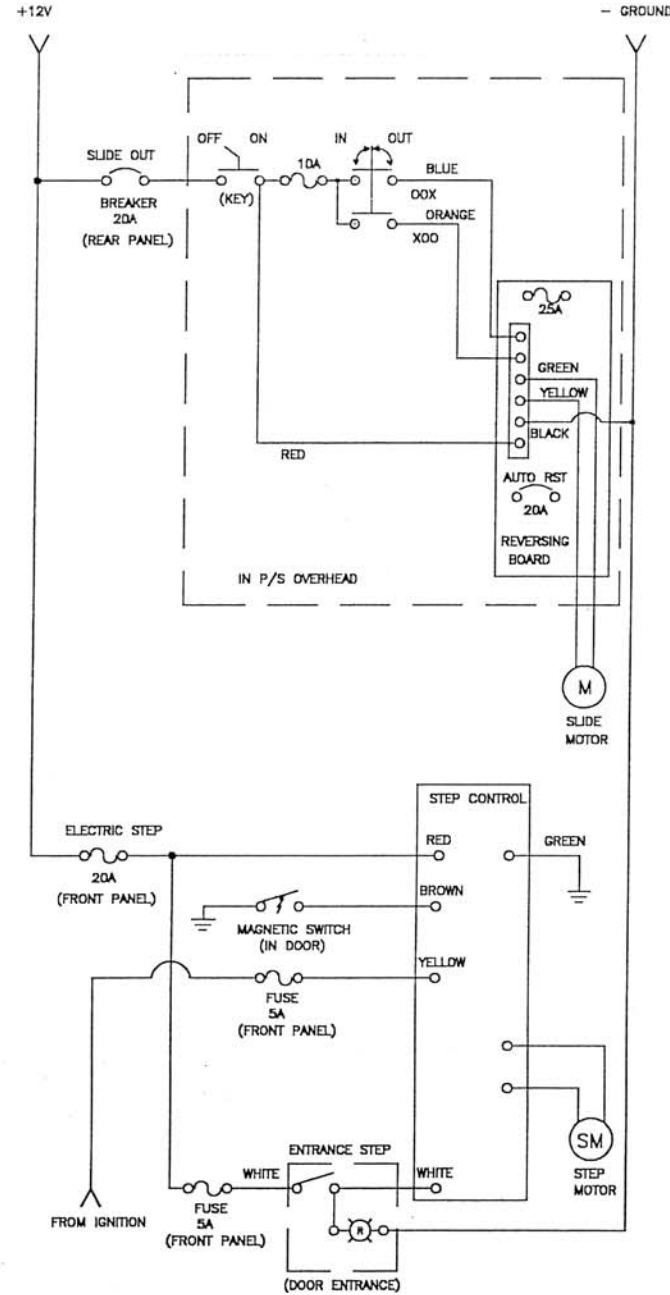 +12V
- GROUND
SLIDE OUT
BREAKER
20A
(REAR PANEL)
OFF ON
(KEY)
10A
IN OUT
BLUE
OOX
ORANGE
XOO
25A
GREEN
YELLOW
BLACK
RED
AUTO RST
20A
REVERSING
BOARD
IN P/S OVERHEAD
M
SLIDE
MOTOR
STEP CONTROL
ELECTRIC STEP
20A
(FRONT PANEL)
RED
GREEN
BROWN
MAGNETIC SWITCH
(IN DOOR)
YELLOW
FUSE
5A
(FRONT PANEL)
SM
STEP
MOTOR
ENTRANCE STEP
WHITE
WHITE
FUSE
5A
(FRONT PANEL)
R
FROM IGNITION
(DOOR ENTRANCE)